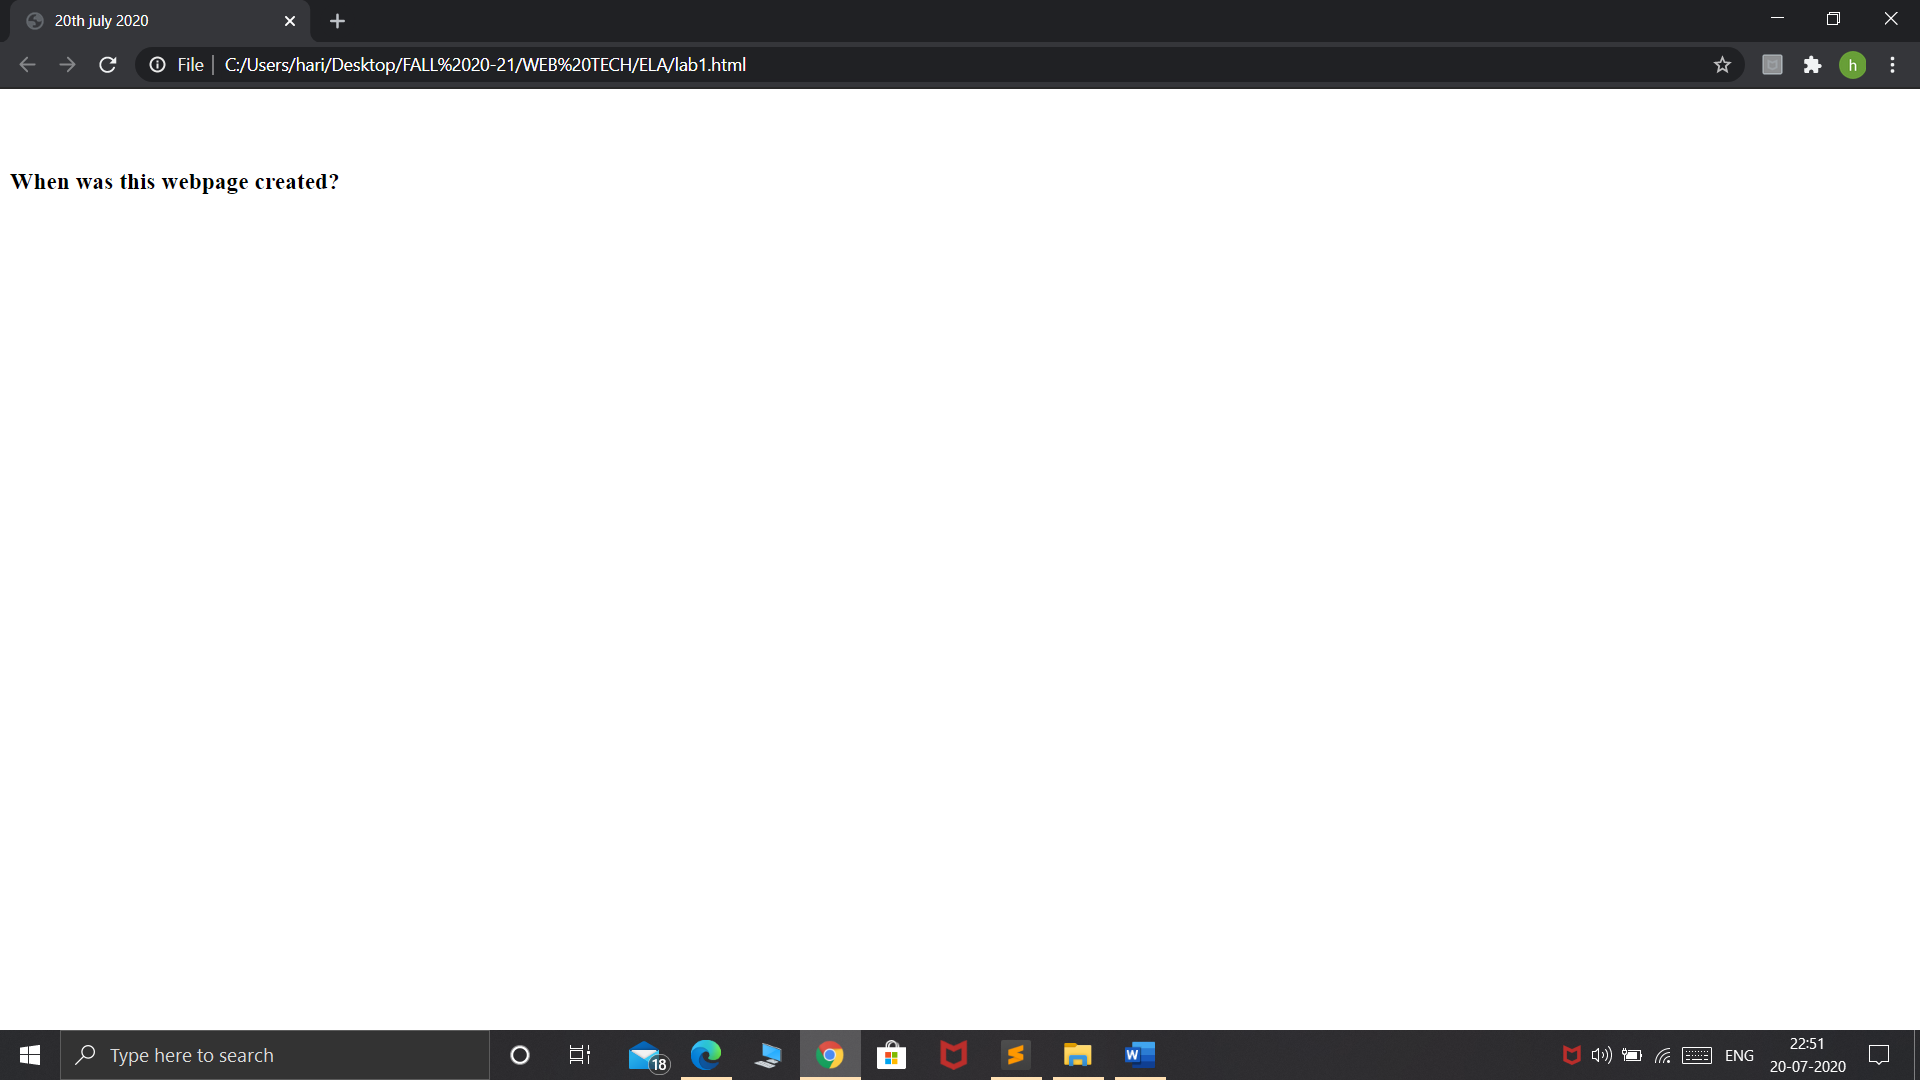 20th july 2020
File
C:/Users/hari/Desktop/FALL%2020-21/WEB%20TECH/ELA/lab1.html
h
When was this webpage created?
Type here to search
18
W
ENG
22:51
20-07-2020